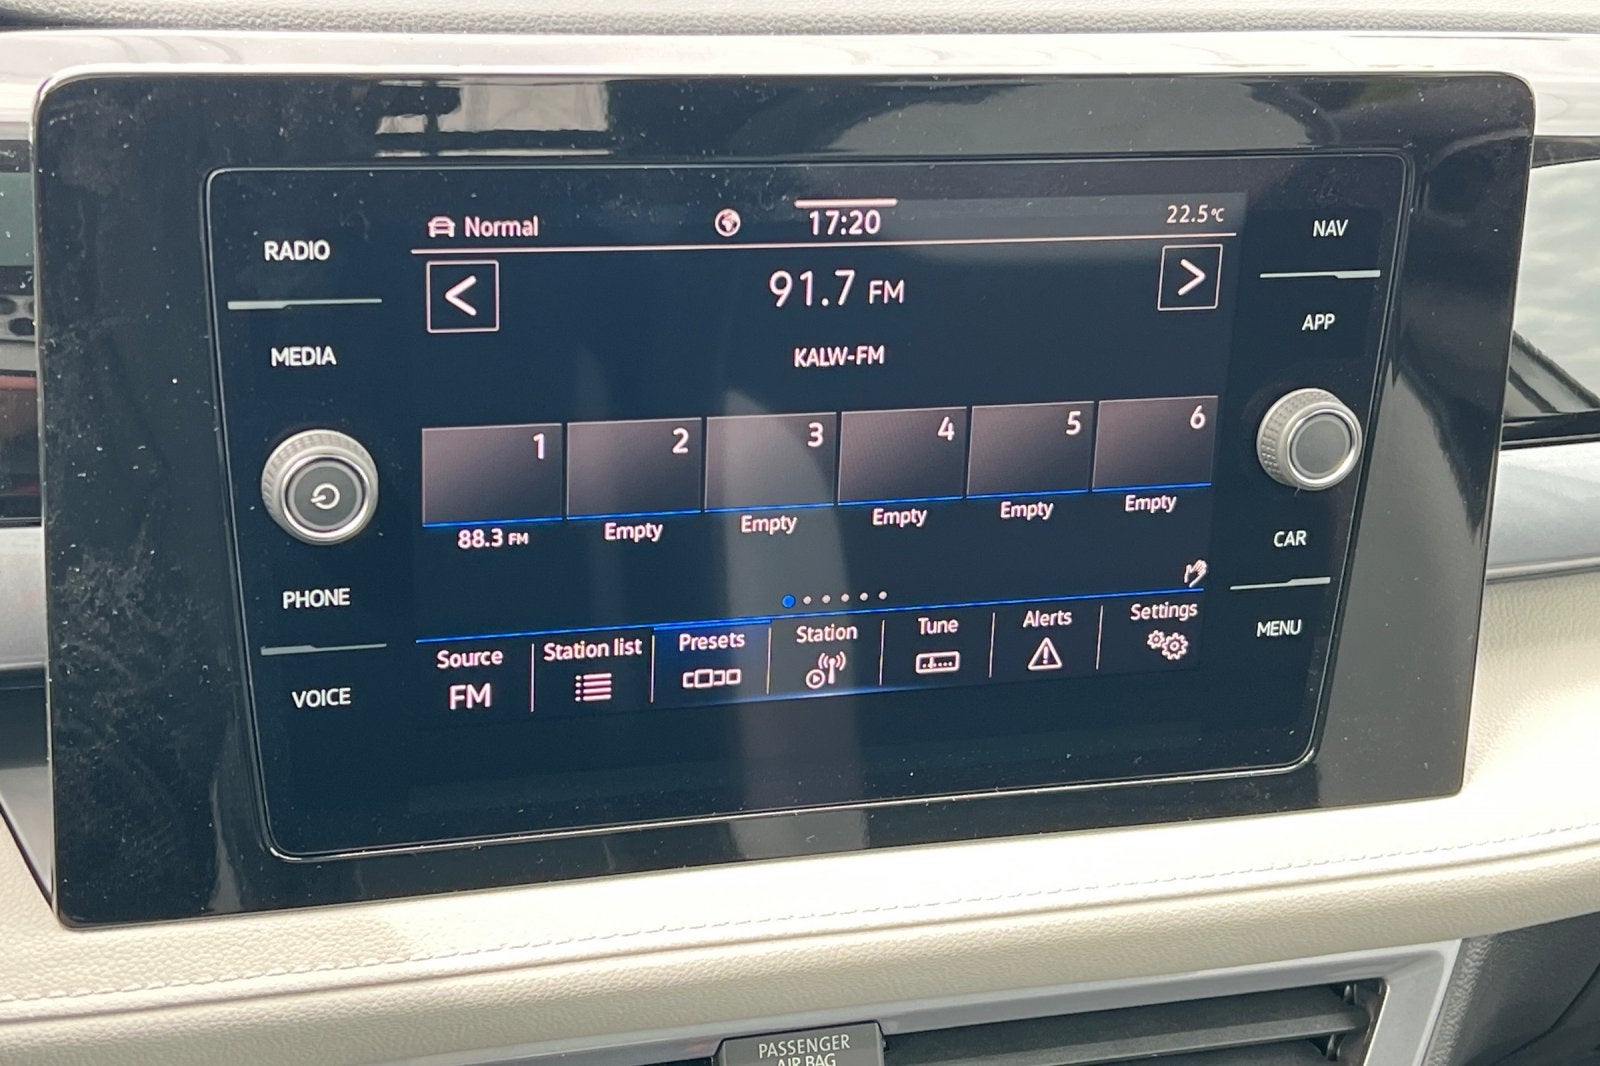 RADIO
MEDIA
PHONE
VOICE
Normal
17:20
22.5°C
<
91.7 FM
>
KALW-FM
1
2
3
4
5
6
88.3 FM
Empty
Empty
Empty
Empty
Empty
Source
FM
Station list
Presets
Station
Tune
Alerts
Settings
NAV
APP
CAR
MENU
PASSENGER
AIR BAG